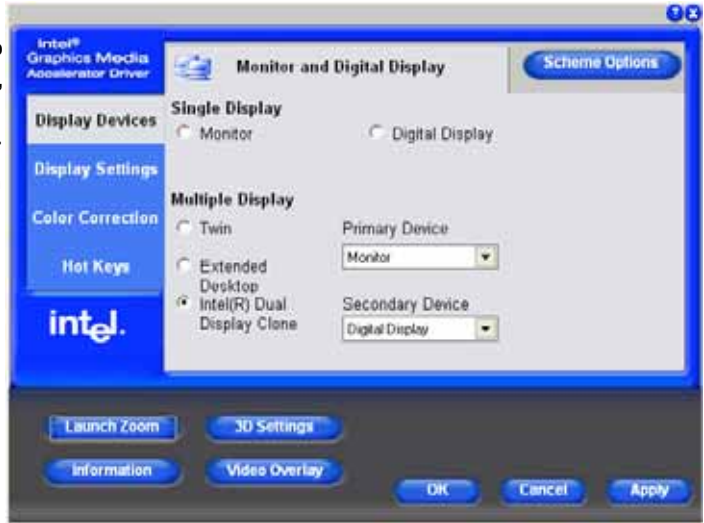 Intel®
Graphics Media
Accelerator Driver
Monitor and Digital Display
Scheme Options
Display Devices
Display Settings
Color Correction
Hot Keys
intel.
Single Display
Monitor
Digital Display
Multiple Display
Twin
Primary Device
Monitor
Extended
Desktop
Intel(R) Dual
Display Clone
Secondary Device
Digital Display
Launch Zoom
3D Settings
Information
Video Overlay
OK
Cancel
Apply